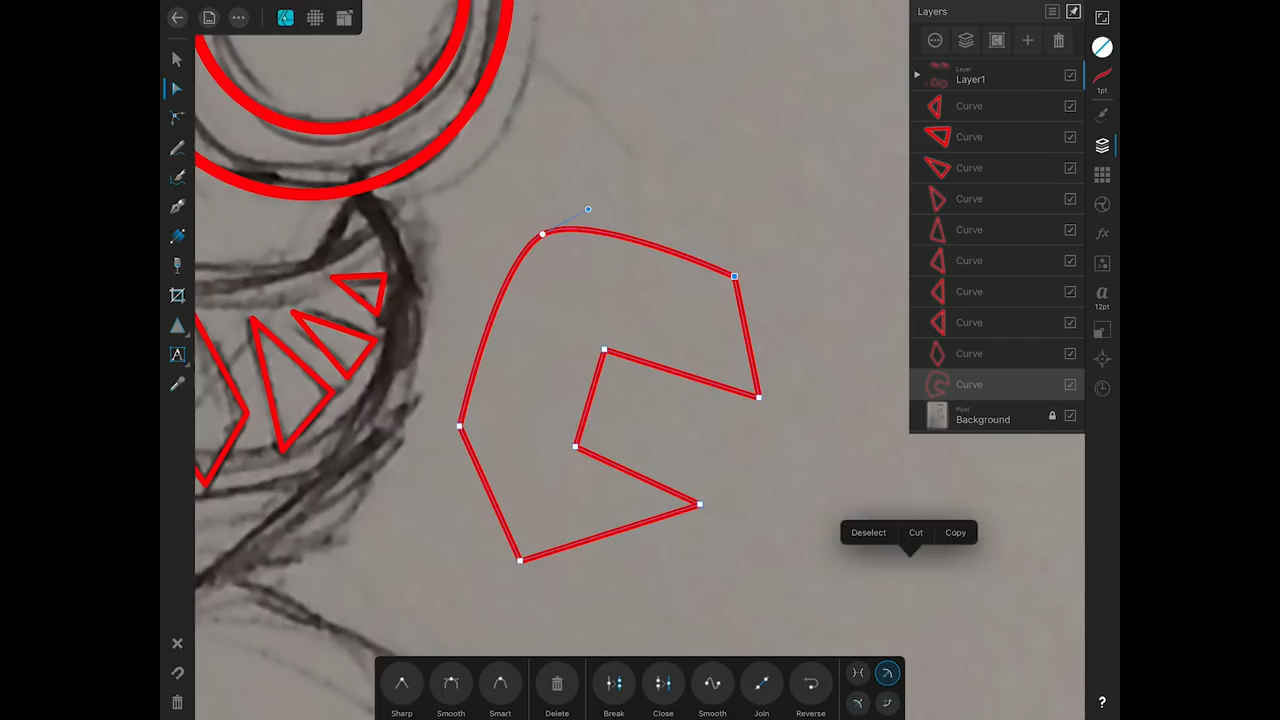 Layers
Layer
Layer1
1pt
Curve
Curve
Curve
Curve
Curve
Curve
Curve
Curve
Curve
Curve
Pixel
Background
fx
a
12pt
A
Deselect Cut Copy
Sharp Smooth Smart Delete Break Close Smooth Join Reverse
?